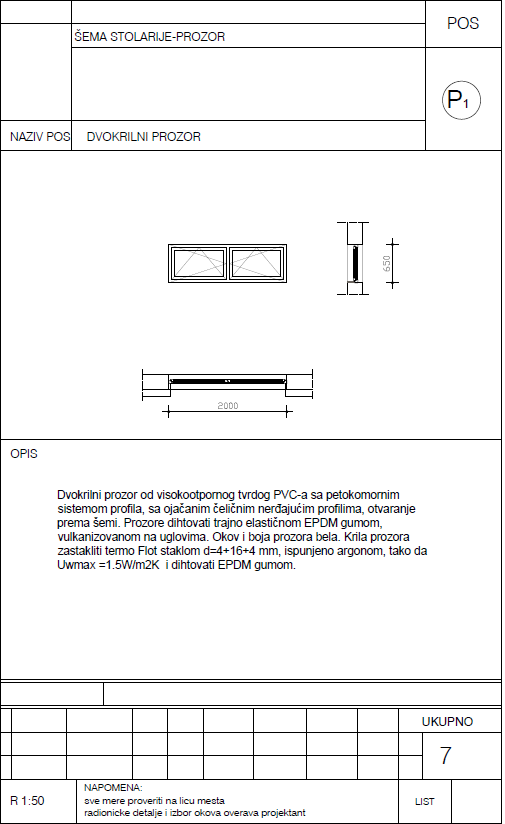 POS
ŠEMA STOLARIJE-PROZOR
P1
NAZIV POS
DVOKRILNI PROZOR
650
2000
OPIS
Dvokrilni prozor od visokootpornog tvrdog PVC-a sa petokomornim
sistemom profila, sa ojačanim čeličnim nerđajućim profilima, otvaranje
prema šemi. Prozore dihtovati trajno elastičnom EPDM gumom,
vulkanizovanom na uglovima. Okov i boja prozora bela. Krila prozora
zastakliti termo Flot staklom d=4+16+4 mm, ispunjeno argonom, tako da
Uwmax =1.5W/m2K  i dihtovati EPDM gumom.
UKUPNO
7
R 1:50
NAPOMENA:
sve mere proveriti na licu mesta
radionicke detalje i izbor okova overava projektant
LIST